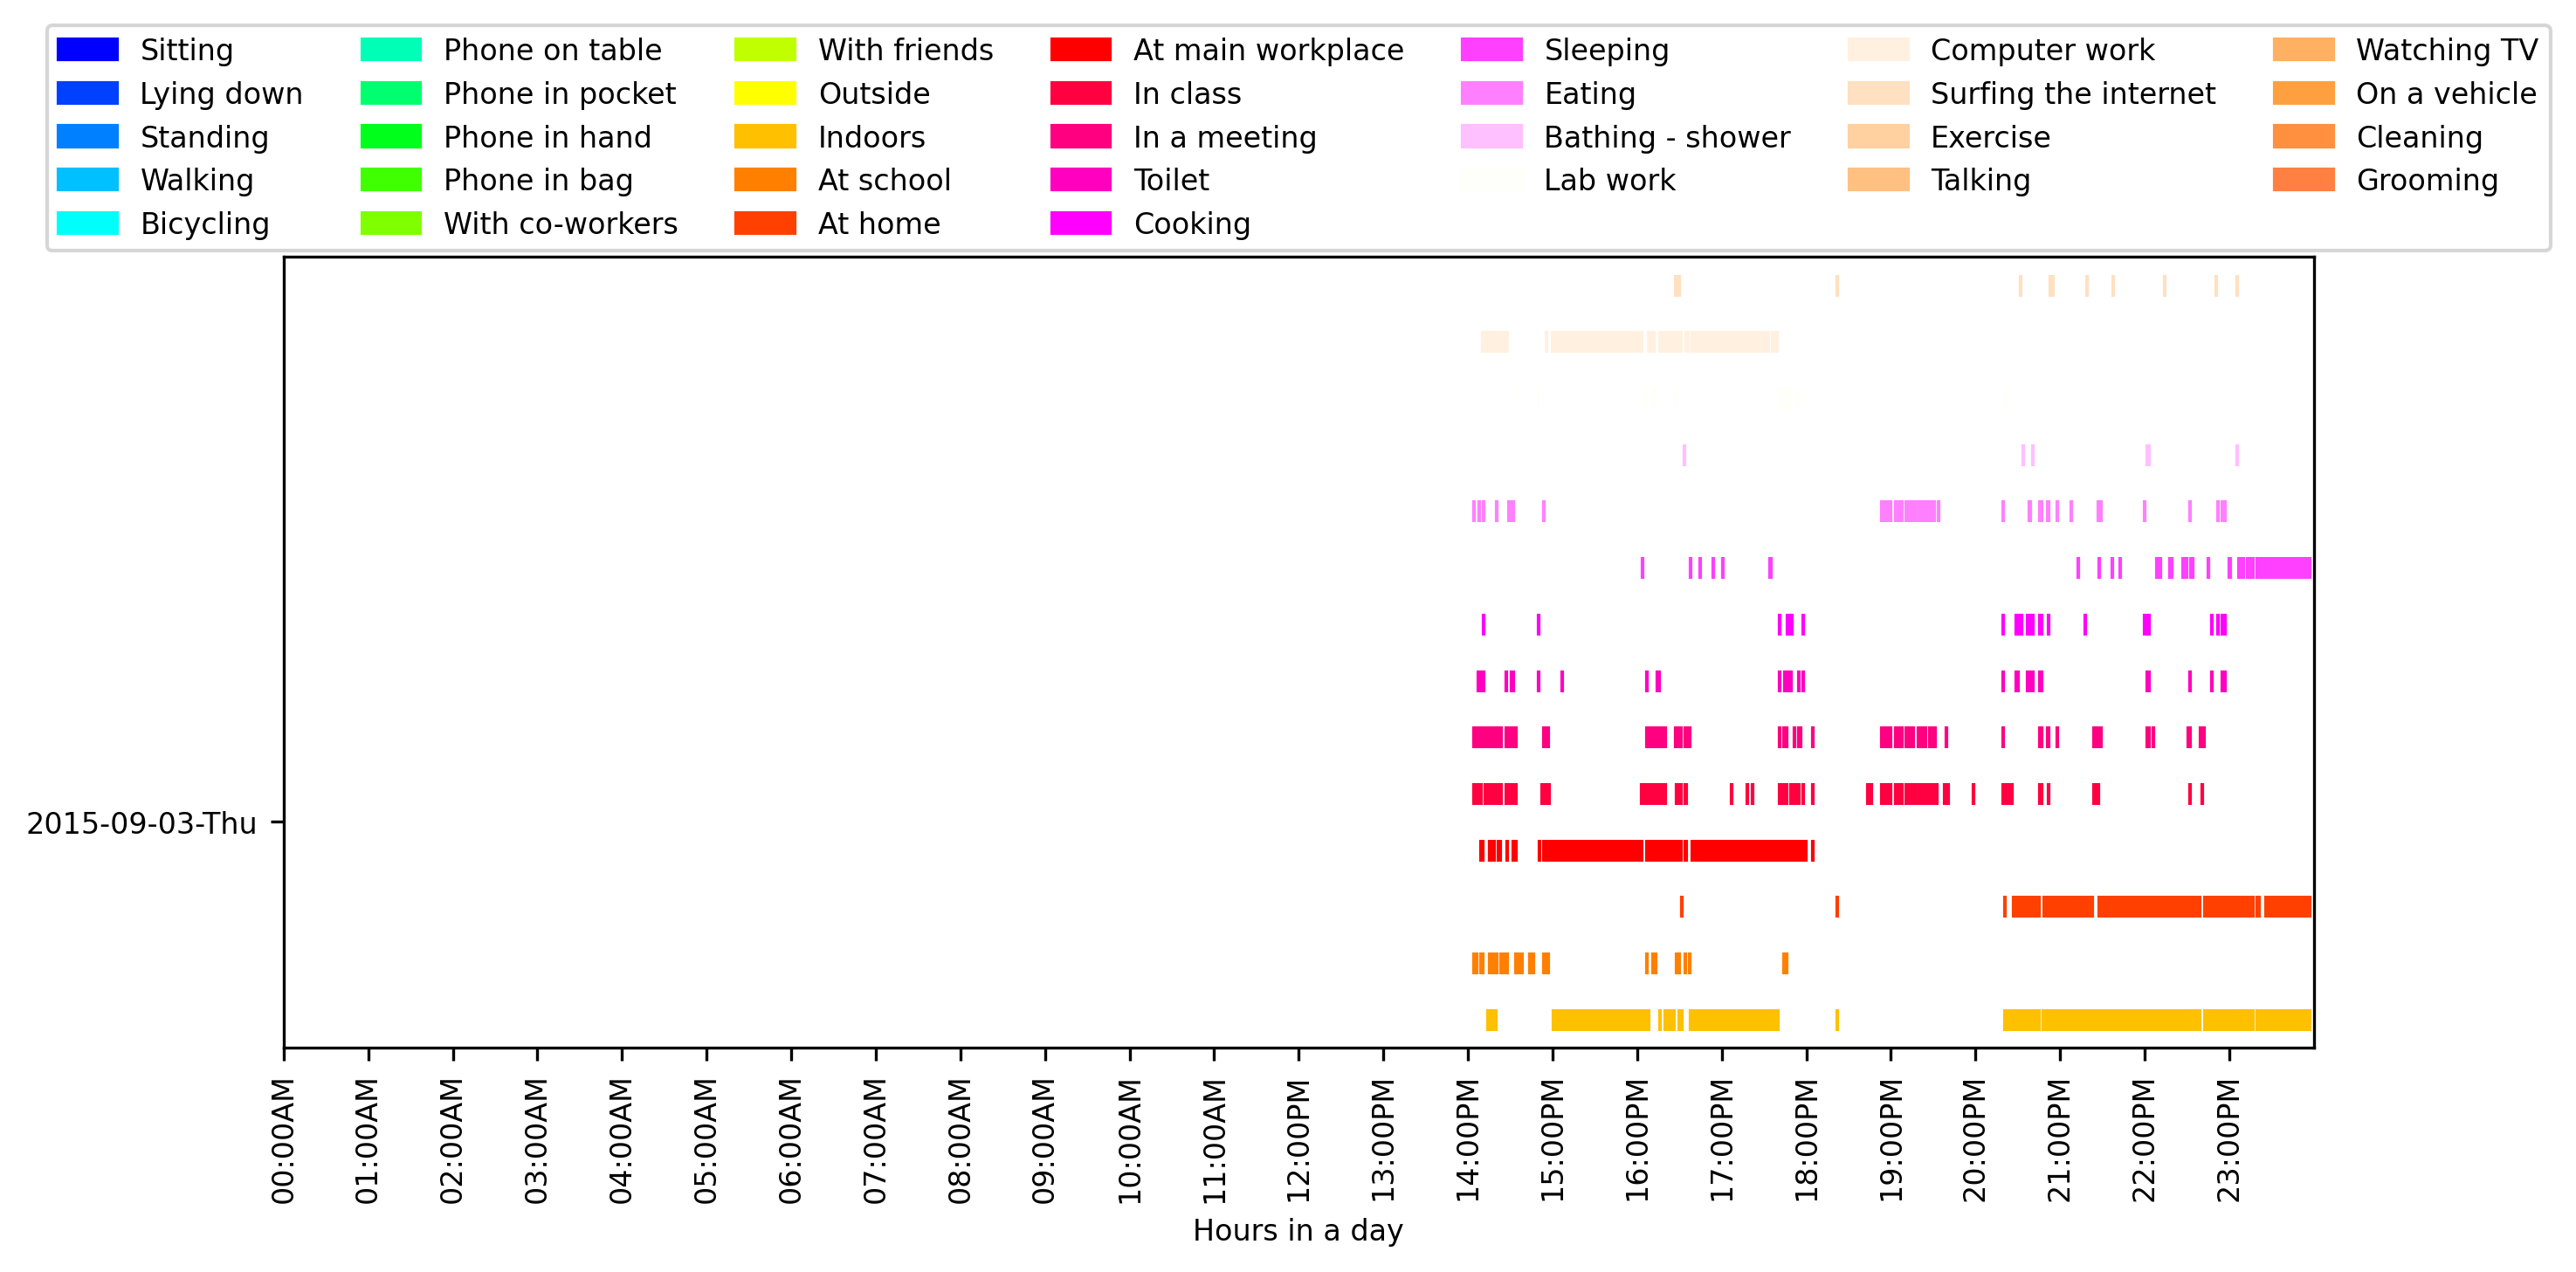 Sitting
Lying down
Standing
Walking
Bicycling
Phone on table
Phone in pocket
Phone in hand
Phone in bag
With co-workers
With friends
Outside
Indoors
At school
At home
At main workplace
In class
In a meeting
Toilet
Cooking
Sleeping
Eating
Bathing - shower
Lab work
Computer work
Surfing the internet
Exercise
Talking
Watching TV
On a vehicle
Cleaning
Grooming
2015-09-03-Thu
00:00AM
01:00AM
02:00AM
03:00AM
04:00AM
05:00AM
06:00AM
07:00AM
08:00AM
09:00AM
10:00AM
11:00AM
12:00PM
13:00PM
14:00PM
15:00PM
16:00PM
17:00PM
18:00PM
19:00PM
20:00PM
21:00PM
22:00PM
23:00PM
Hours in a day